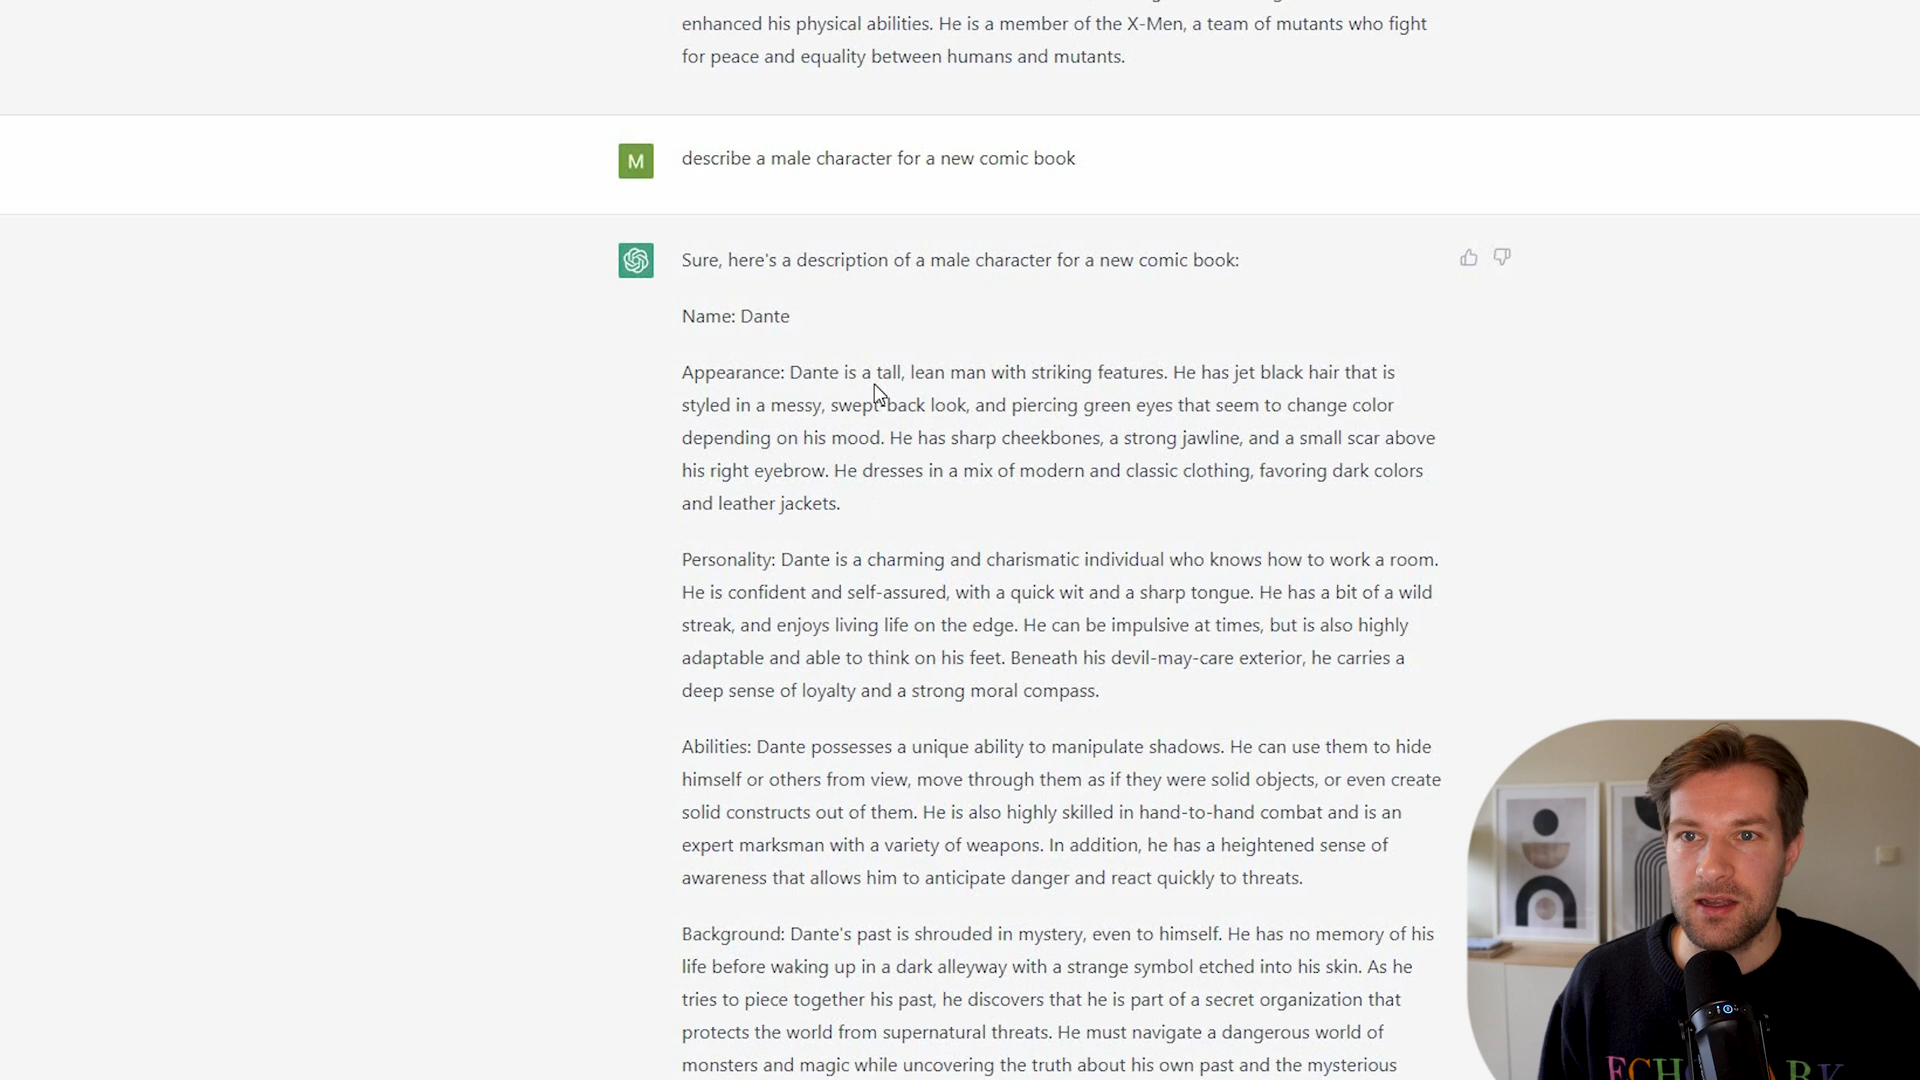 enhanced his physical abilities. He is a member of the X-Men, a team of mutants who fight
for peace and equality between humans and mutants.
M
describe a male character for a new comic book
Sure, here's a description of a male character for a new comic book:
Name: Dante
Appearance: Dante is a tall, lean man with striking features. He has jet black hair that is
styled in a messy, swept-back look, and piercing green eyes that seem to change color
depending on his mood. He has sharp cheekbones, a strong jawline, and a small scar above
his right eyebrow. He dresses in a mix of modern and classic clothing, favoring dark colors
and leather jackets.
Personality: Dante is a charming and charismatic individual who knows how to work a room.
He is confident and self-assured, with a quick wit and a sharp tongue. He has a bit of a wild
streak, and enjoys living life on the edge. He can be impulsive at times, but is also highly
adaptable and able to think on his feet. Beneath his devil-may-care exterior, he carries a
deep sense of loyalty and a strong moral compass.
Abilities: Dante possesses a unique ability to manipulate shadows. He can use them to hide
himself or others from view, move through them as if they were solid objects, or even create
solid constructs out of them. He is also highly skilled in hand-to-hand combat and is an
expert marksman with a variety of weapons. In addition, he has a heightened sense of
awareness that allows him to anticipate danger and react quickly to threats.
Background: Dante's past is shrouded in mystery, even to himself. He has no memory of his
life before waking up in a dark alleyway with a strange symbol etched into his skin. As he
tries to piece together his past, he discovers that he is part of a secret organization that
protects the world from supernatural threats. He must navigate a dangerous world of
monsters and magic while uncovering the truth about his own past and the mysterious